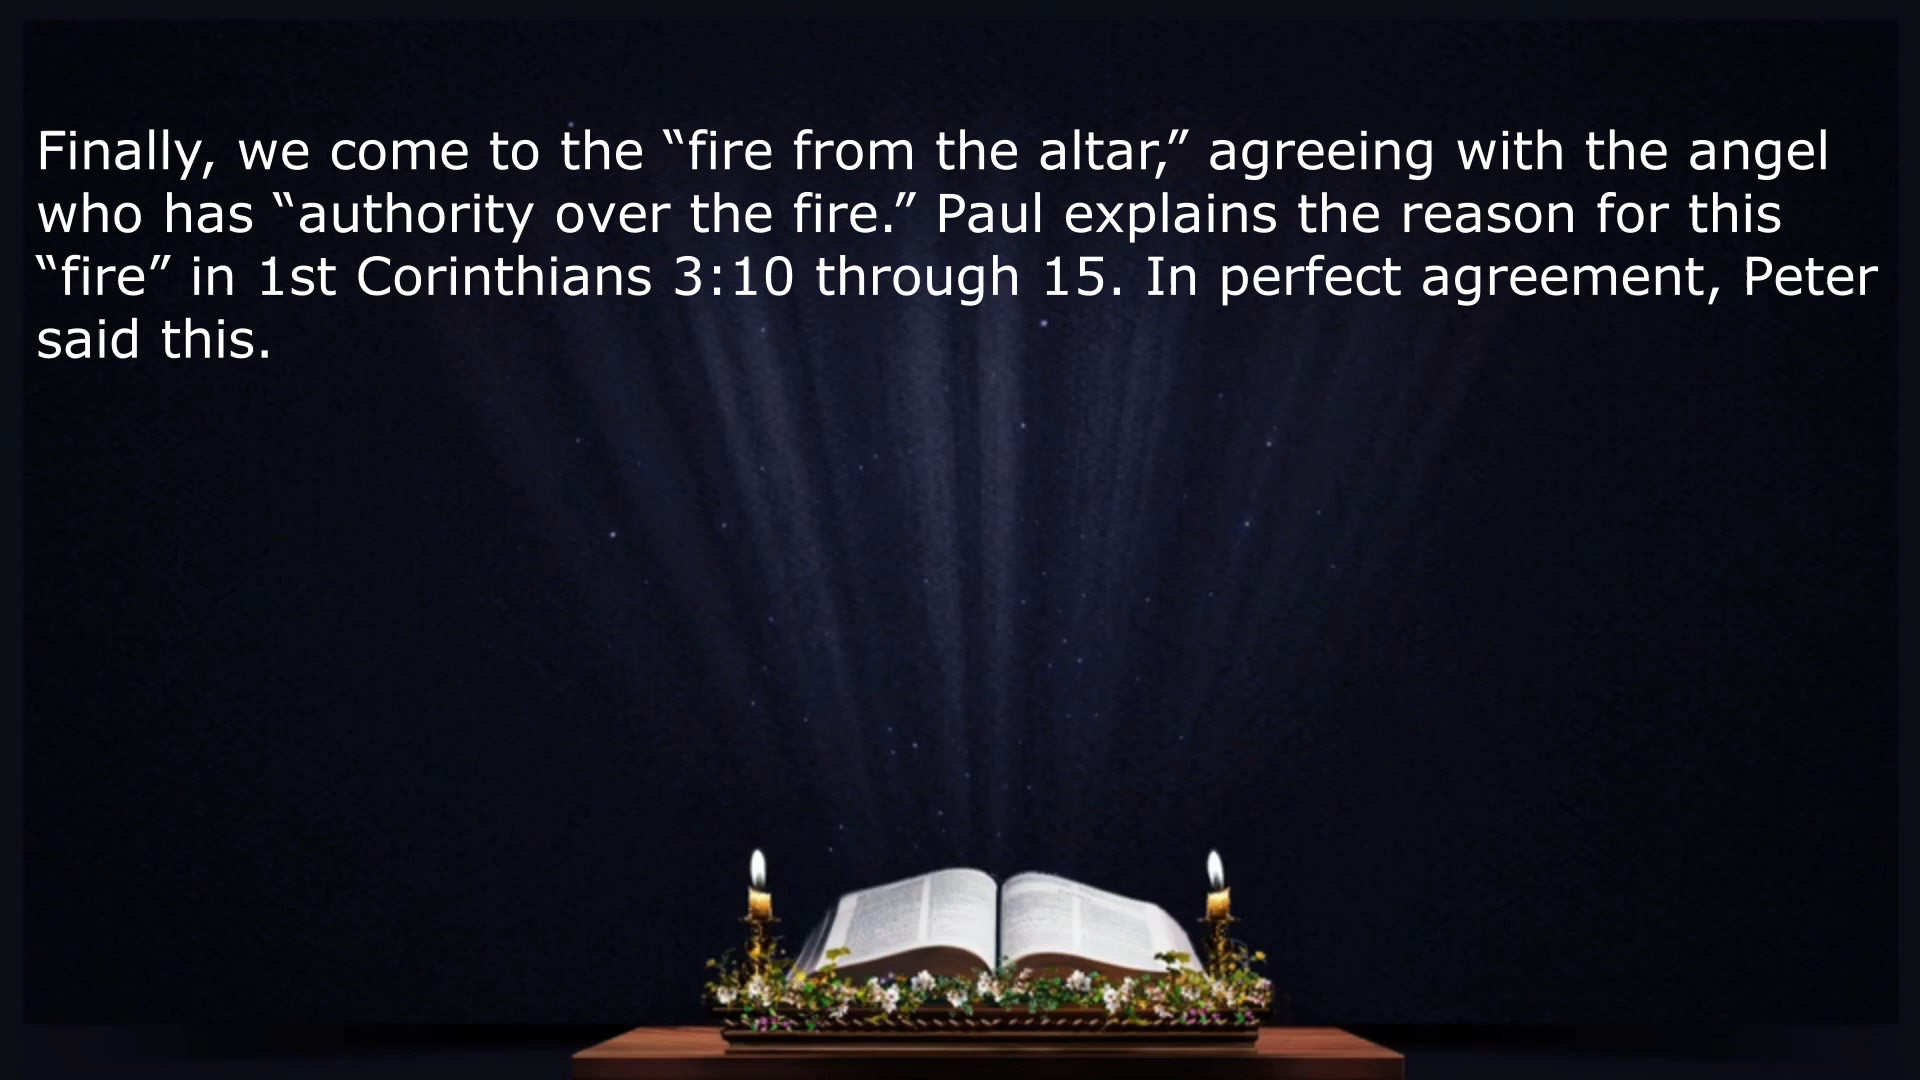 Finally, we come to the “fire from the altar,” agreeing with the angel
who has “authority over the fire.” Paul explains the reason for this
“fire” in 1st Corinthians 3:10 through 15. In perfect agreement, Peter
said this.